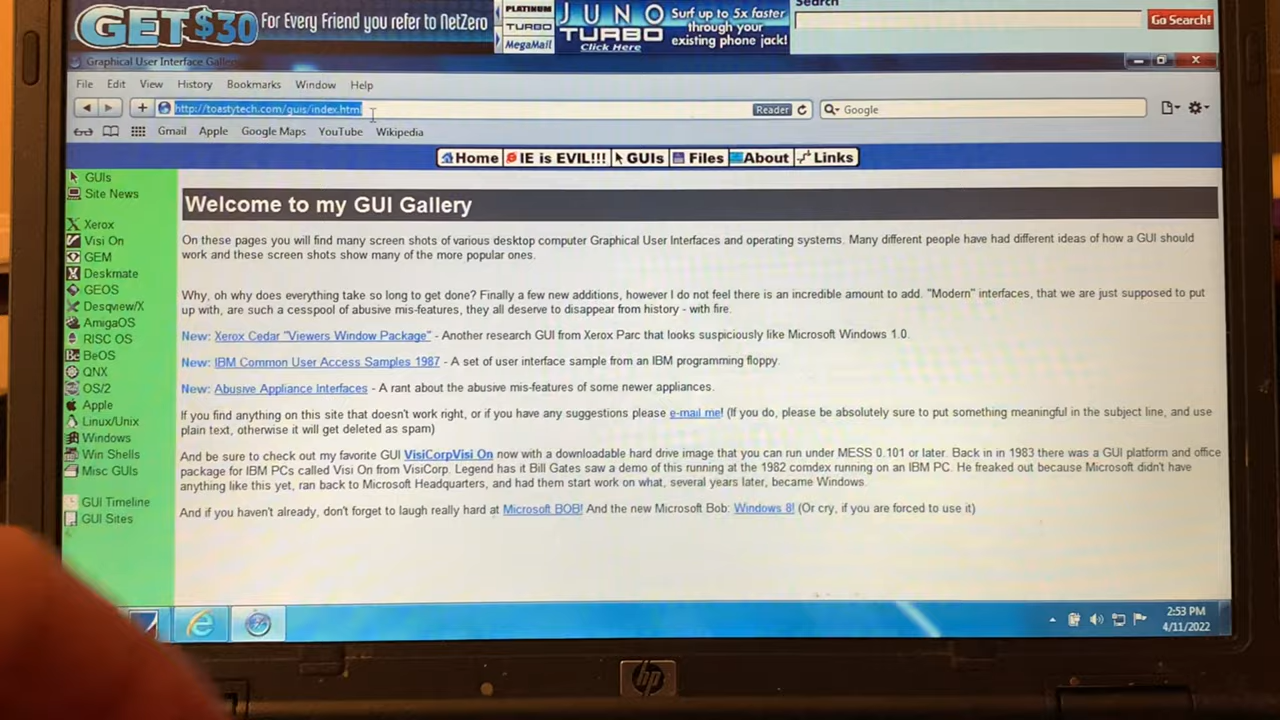 GET $30 For Every Friend you refer to NetZero
PLATINUM
TURBO
MegaMail
JUNO
TURBO
Click Here
Surf up to 5x faster
through your
existing phone jack!
Search
Go Search!
Graphical User Interface Gallery
File Edit View History Bookmarks Window Help
http://toastytech.com/guis/index.html
Reader
Google
Gmail Apple Google Maps YouTube Wikipedia
Home IE is EVIL!!! GUIs Files About Links
GUIs
Site News
Xerox
Visi On
GEM
Deskmate
GEOS
Desqview/X
AmigaOS
RISC OS
BeOS
QNX
OS/2
Apple
Linux/Unix
Windows
Win Shells
Misc GUIs
GUI Timeline
GUI Sites
Welcome to my GUI Gallery
On these pages you will find many screen shots of various desktop computer Graphical User Interfaces and operating systems. Many different people have had different ideas of how a GUI should
work and these screen shots show many of the more popular ones.
Why, oh why does everything take so long to get done? Finally a few new additions, however I do not feel there is an incredible amount to add. "Modern" interfaces, that we are just supposed to put
up with, are such a cesspool of abusive mis-features, they all deserve to disappear from history - with fire.
New: Xerox Cedar "Viewers Window Package" - Another research GUI from Xerox Parc that looks suspiciously like Microsoft Windows 1.0.
New: IBM Common User Access Samples 1987 - A set of user interface sample from an IBM programming floppy.
New: Abusive Appliance Interfaces - A rant about the abusive mis-features of some newer appliances.
If you find anything on this site that doesn't work right, or if you have any suggestions please e-mail me! (If you do, please be absolutely sure to put something meaningful in the subject line, and use
plain text, otherwise it will get deleted as spam)
And be sure to check out my favorite GUI VisiCorpVisi On now with a downloadable hard drive image that you can run under MESS 0.101 or later. Back in in 1983 there was a GUI platform and office
package for IBM PCs called Visi On from VisiCorp. Legend has it Bill Gates saw a demo of this running at the 1982 comdex running on an IBM PC. He freaked out because Microsoft didn't have
anything like this yet, ran back to Microsoft Headquarters, and had them start work on what, several years later, became Windows.
And if you haven't already, don't forget to laugh really hard at Microsoft BOB! And the new Microsoft Bob: Windows 8! (Or cry, if you are forced to use it)
2:53 PM
4/11/2022
hp